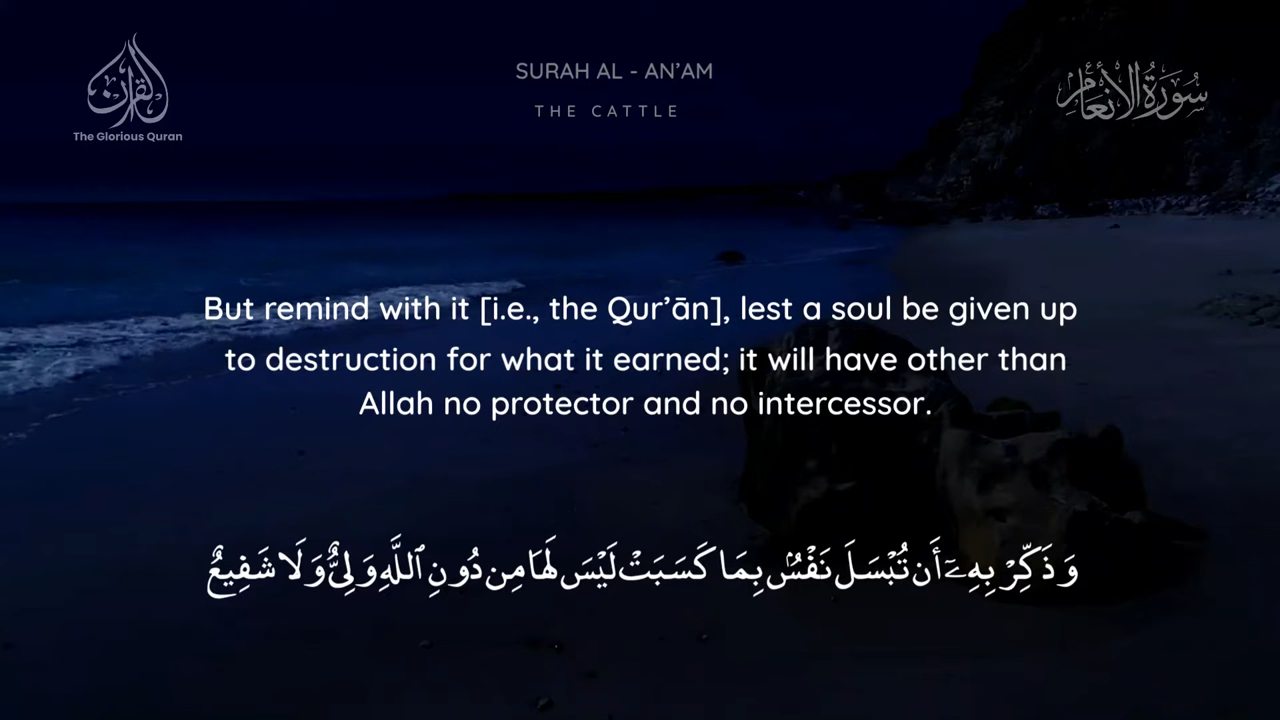 القرآن
The Glorious Quran
SURAH AL - AN’AM
THE CATTLE
سُورَةُ الأَنْعَامِ
But remind with it [i.e., the Qur’ān], lest a soul be given up
to destruction for what it earned; it will have other than
Allah no protector and no intercessor.
وَذَكِّرْ بِهِۦٓ أَن تُبْسَلَ نَفْسٌۢ بِمَا كَسَبَتْ لَيْسَ لَهَا مِن دُونِ ٱللَّهِ وَلِىٌّ وَلَا شَفِيعٌ